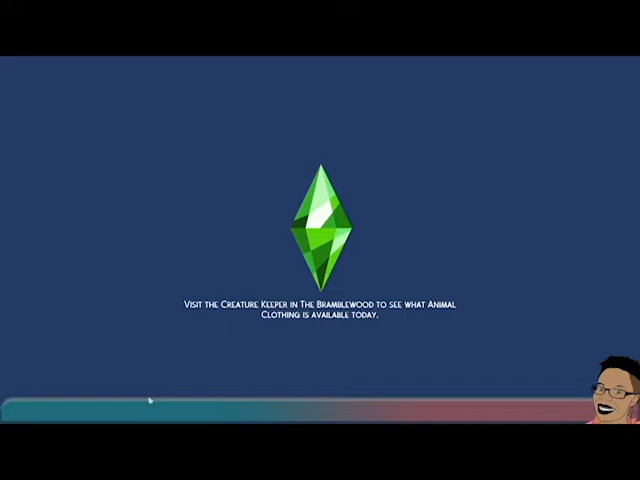 Visit the Creature Keeper in The Bramblewood to see what Animal
Clothing is available today.